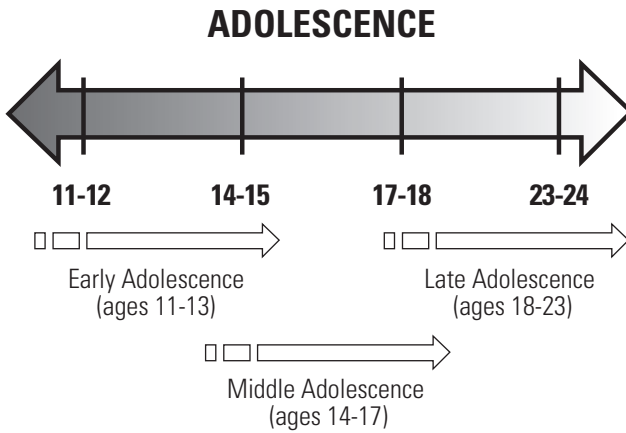 ADOLESCENCE
11-12 14-15 17-18 23-24
Early Adolescence
(ages 11-13)
Late Adolescence
(ages 18-23)
Middle Adolescence
(ages 14-17)